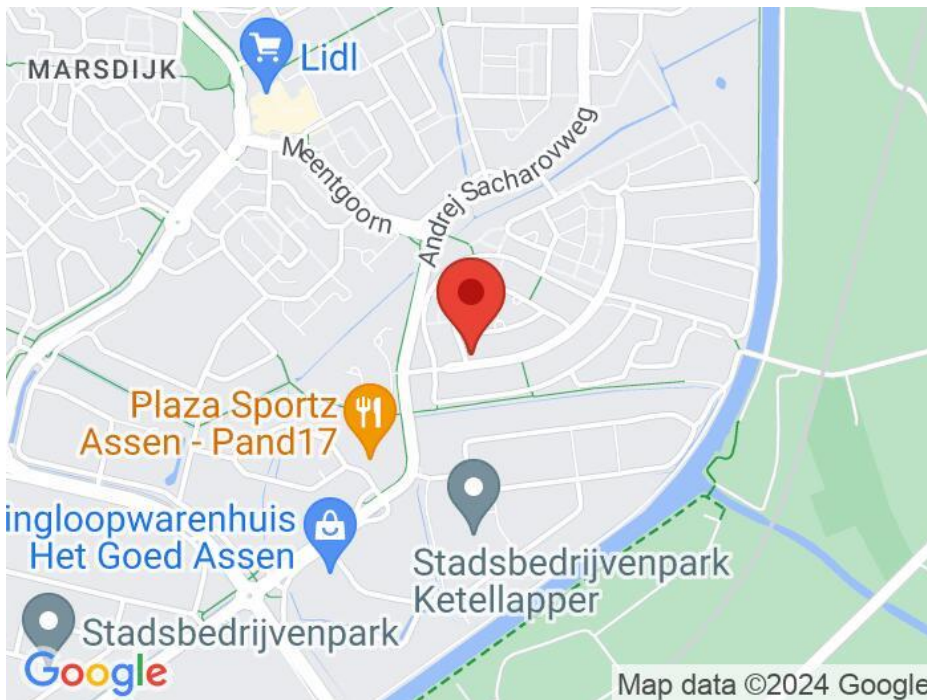 Lidl
MARSDIJK
Meentgoorn
Andrej Sacharovweg
Plaza Sportz
Assen - Pand17
ingloopwarenhuis
Het Goed Assen
Stadsbedrijvenpark
Ketellapper
Stadsbedrijvenpark
Google
Map data ©2024 Google